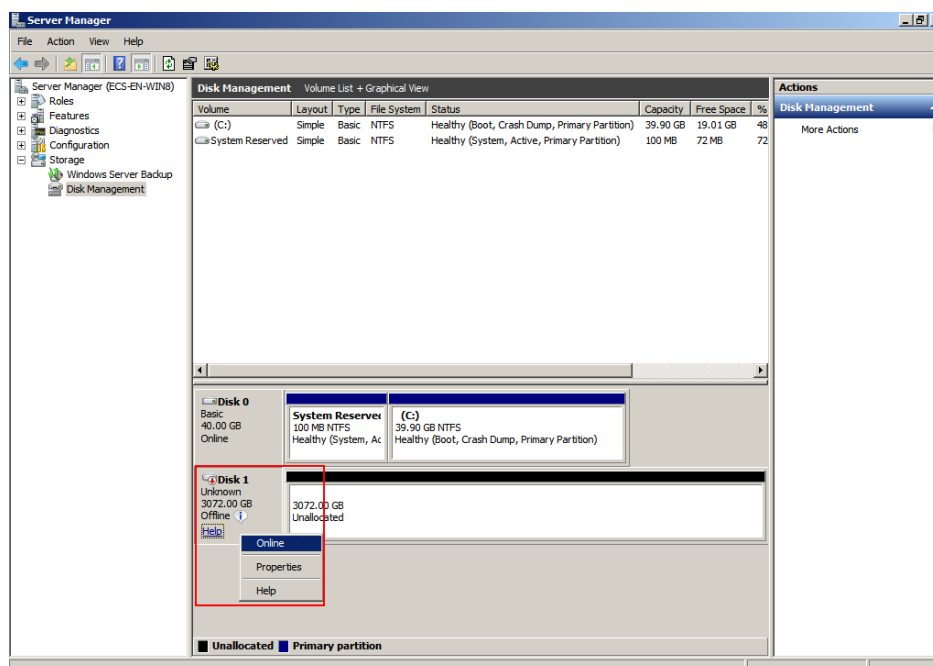 Server Manager
File Action View Help
Server Manager (ECS-EN-WIN8)
Roles
Features
Diagnostics
Configuration
Storage
Windows Server Backup
Disk Management
Disk Management Volume List + Graphical View
Volume Layout Type File System Status Capacity Free Space %
(C:) Simple Basic NTFS Healthy (Boot, Crash Dump, Primary Partition) 39.90 GB 19.01 GB 48
System Reserved Simple Basic NTFS Healthy (System, Active, Primary Partition) 100 MB 72 MB 72
Disk 0
Basic
40.00 GB
Online
System Reserved
100 MB NTFS
Healthy (System, Ac
(C:)
39.90 GB NTFS
Healthy (Boot, Crash Dump, Primary Partition)
Disk 1
Unknown
3072.00 GB
Offline
Help
3072.00 GB
Unallocated
Online
Properties
Help
Unallocated Primary partition
Actions
Disk Management
More Actions